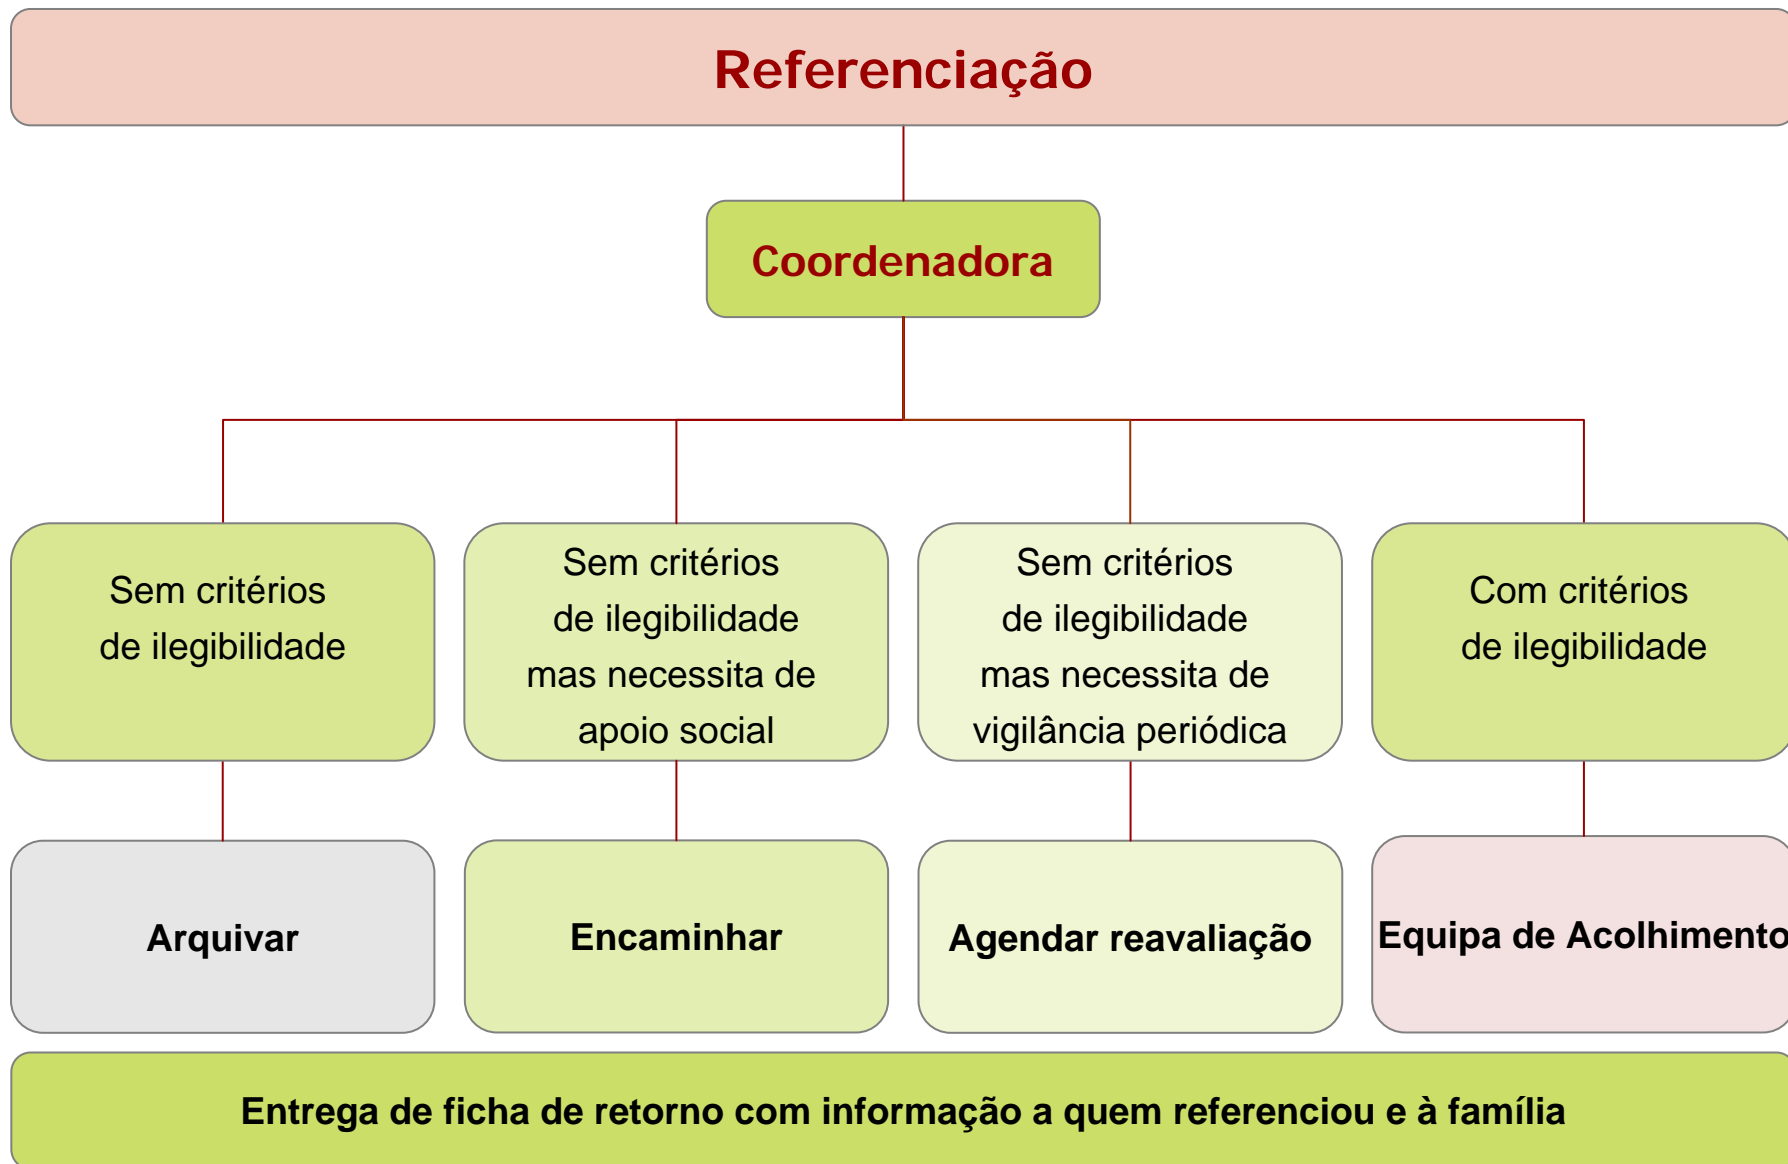 Referenciação
Coordenadora
Sem critérios
de ilegibilidade
Sem critérios
de ilegibilidade
mas necessita de
apoio social
Sem critérios
de ilegibilidade
mas necessita de
vigilância periódica
Com critérios
de ilegibilidade
Arquivar
Encaminhar
Agendar reavaliação
Equipa de Acolhimento
Entrega de ficha de retorno com informação a quem referenciou e à família